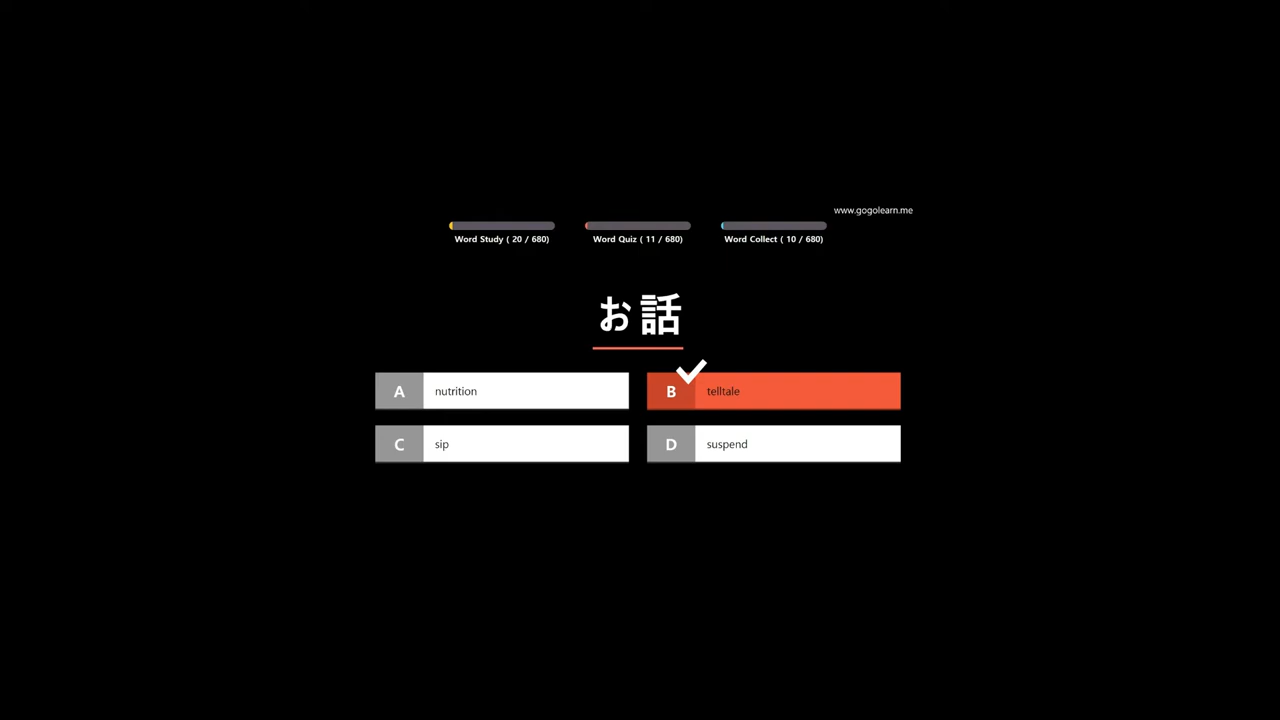 www.gogolearn.me
Word Study ( 20 / 680)
Word Quiz ( 11 / 680)
Word Collect ( 10 / 680)
お話
A nutrition
B telltale
C sip
D suspend